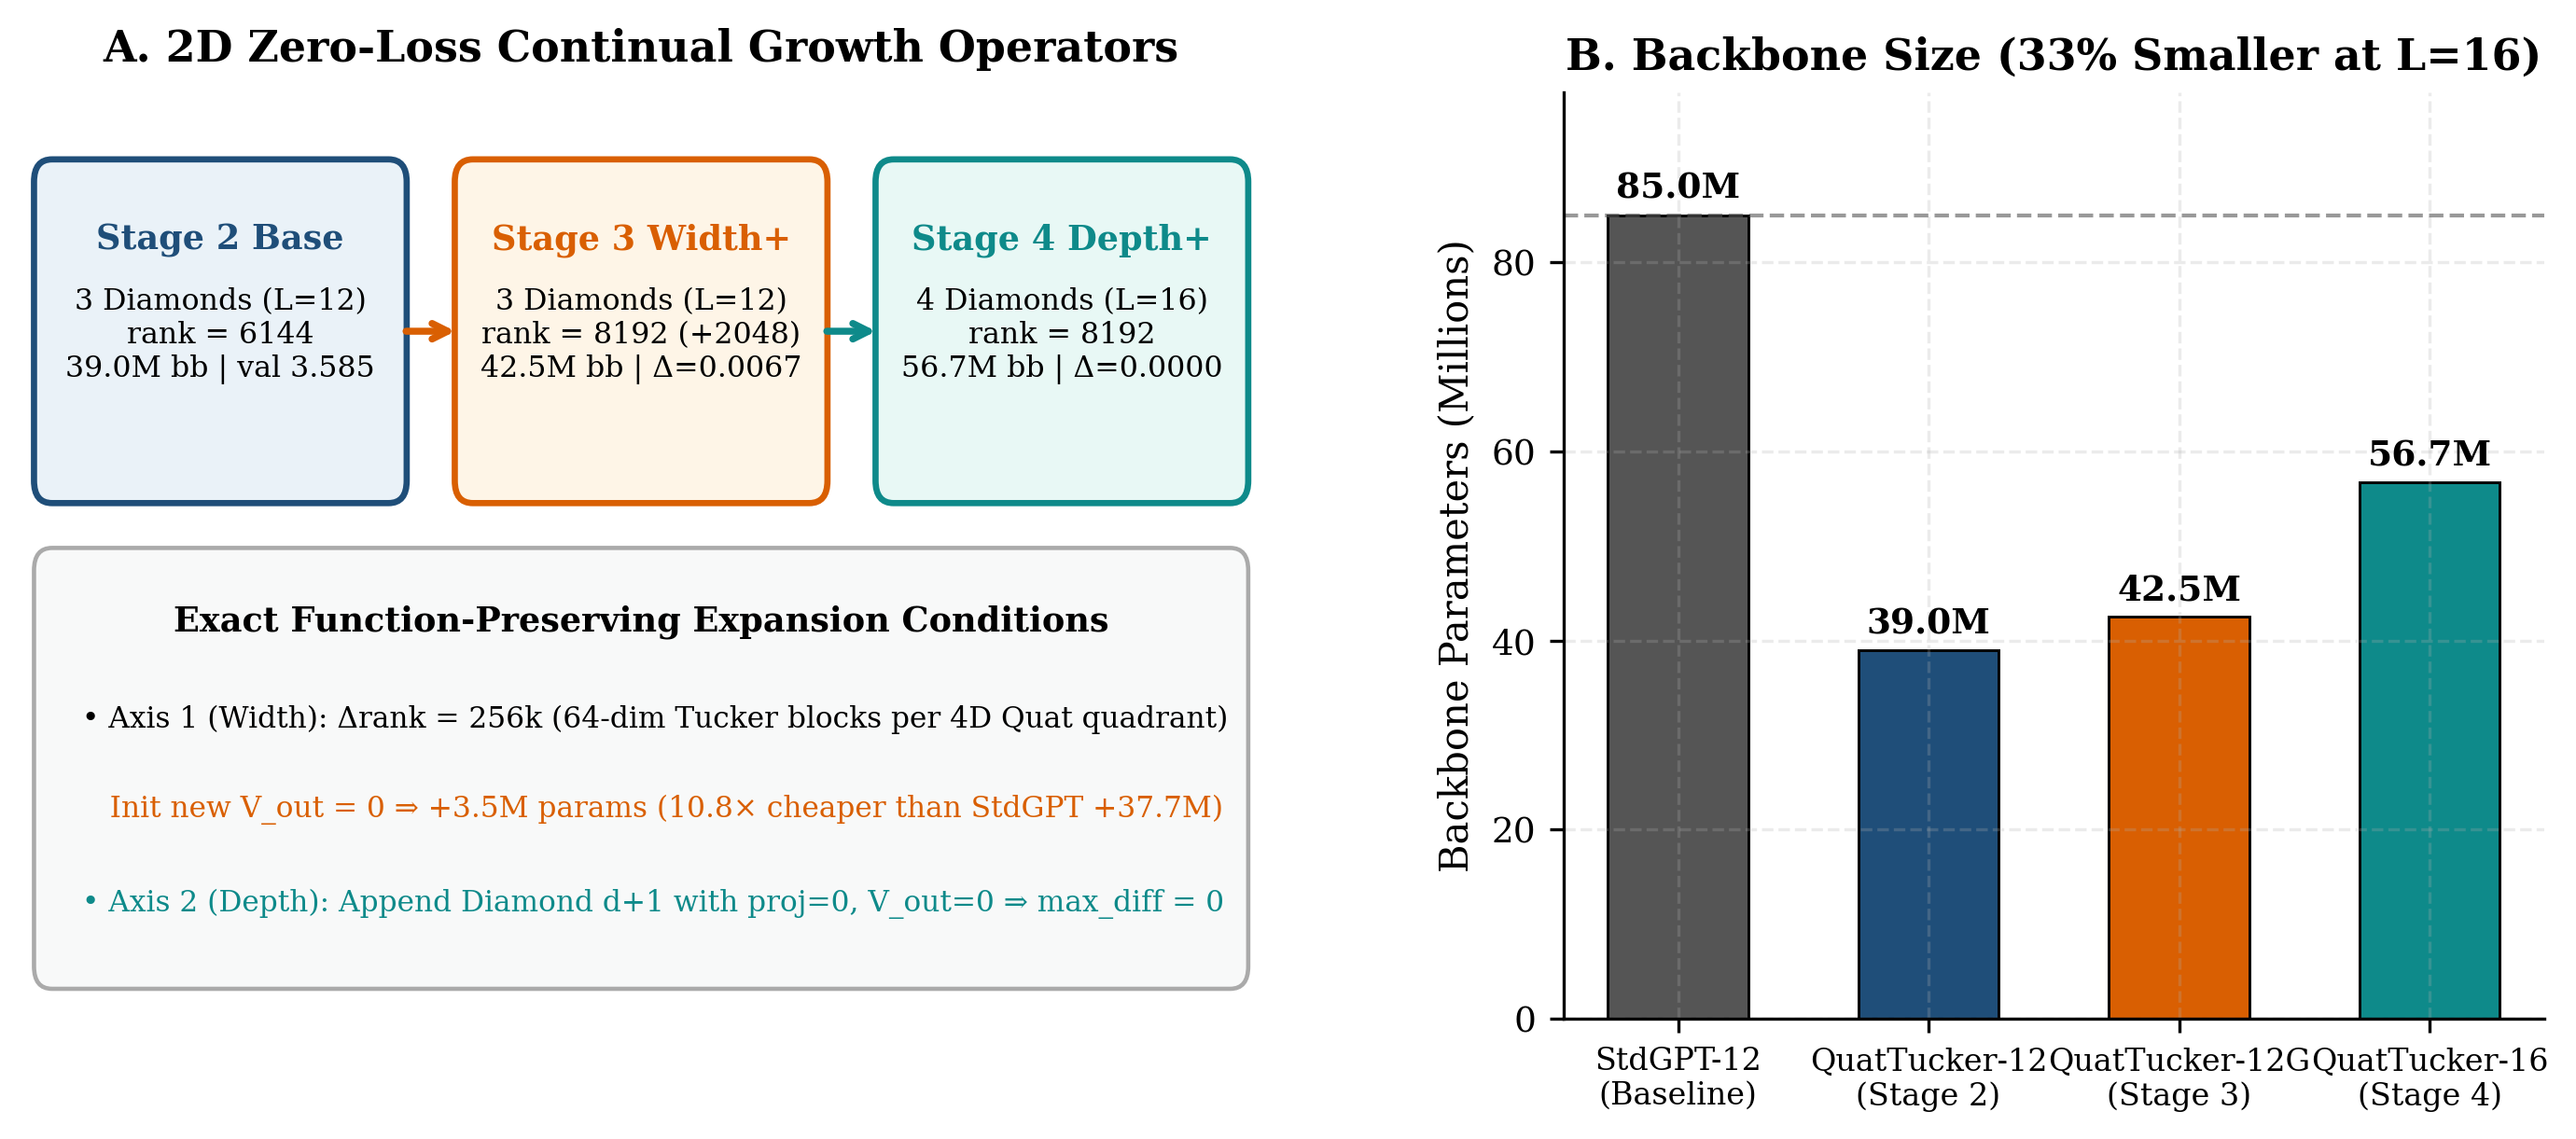 A. 2D Zero-Loss Continual Growth Operators
Stage 2 Base
3 Diamonds (L=12)
rank = 6144
39.0M bb | val 3.585
Stage 3 Width+
3 Diamonds (L=12)
rank = 8192 (+2048)
42.5M bb | Δ=0.0067
Stage 4 Depth+
4 Diamonds (L=16)
rank = 8192
56.7M bb | Δ=0.0000
Exact Function-Preserving Expansion Conditions
• Axis 1 (Width): Δrank = 256k (64-dim Tucker blocks per 4D Quat quadrant)
Init new V_out = 0 ⇒ +3.5M params (10.8× cheaper than StdGPT +37.7M)
• Axis 2 (Depth): Append Diamond d+1 with proj=0, V_out=0 ⇒ max_diff = 0
B. Backbone Size (33% Smaller at L=16)
Backbone Parameters (Millions)
80
60
40
20
0
85.0M
39.0M
42.5M
56.7M
StdGPT-12
(Baseline)
QuatTucker-12
(Stage 2)
QuatTucker-12G
(Stage 3)
QuatTucker-16
(Stage 4)